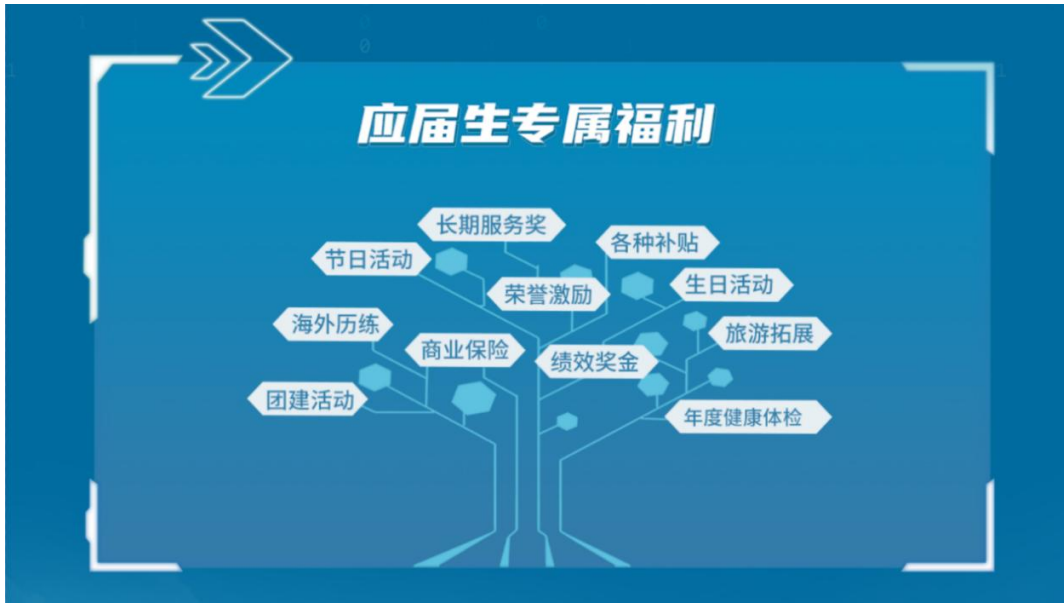 应届生专属福利
长期服务奖
各种补贴
节日活动
生日活动
荣誉激励
海外历练
旅游拓展
商业保险
绩效奖金
团建活动
年度健康体检